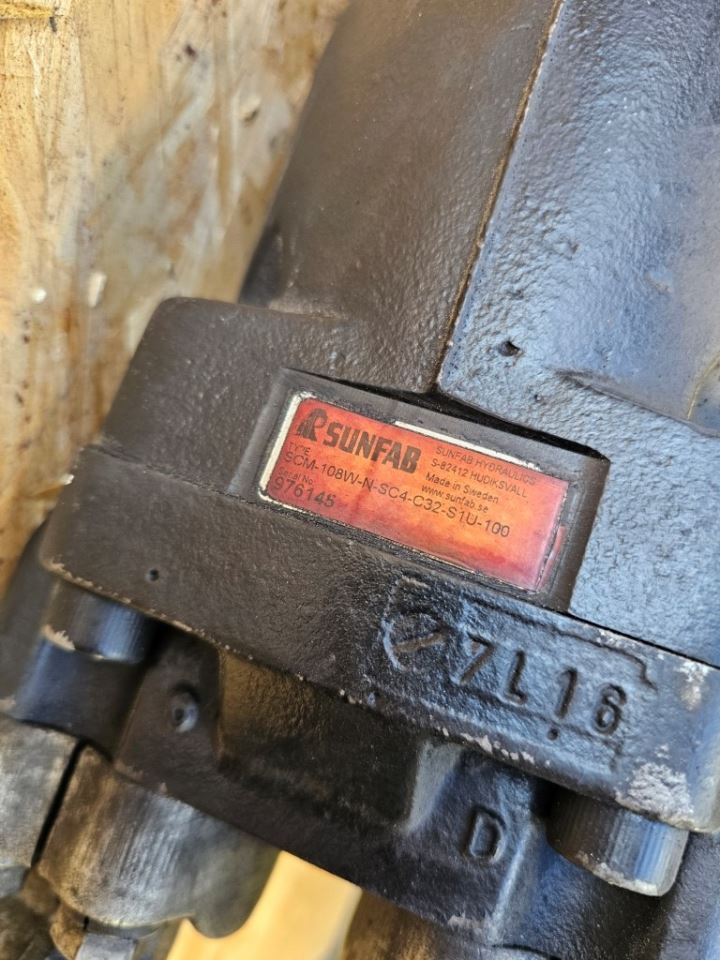 SUNFAB
SUNFAB HYDRAULICS
S-82412 HUDIKSVALL
Made in Sweden
www.sunfab.se
TYPE
SCM-108W-N-SC4-C32-S1U-100
Serial No
976145
7L16
D